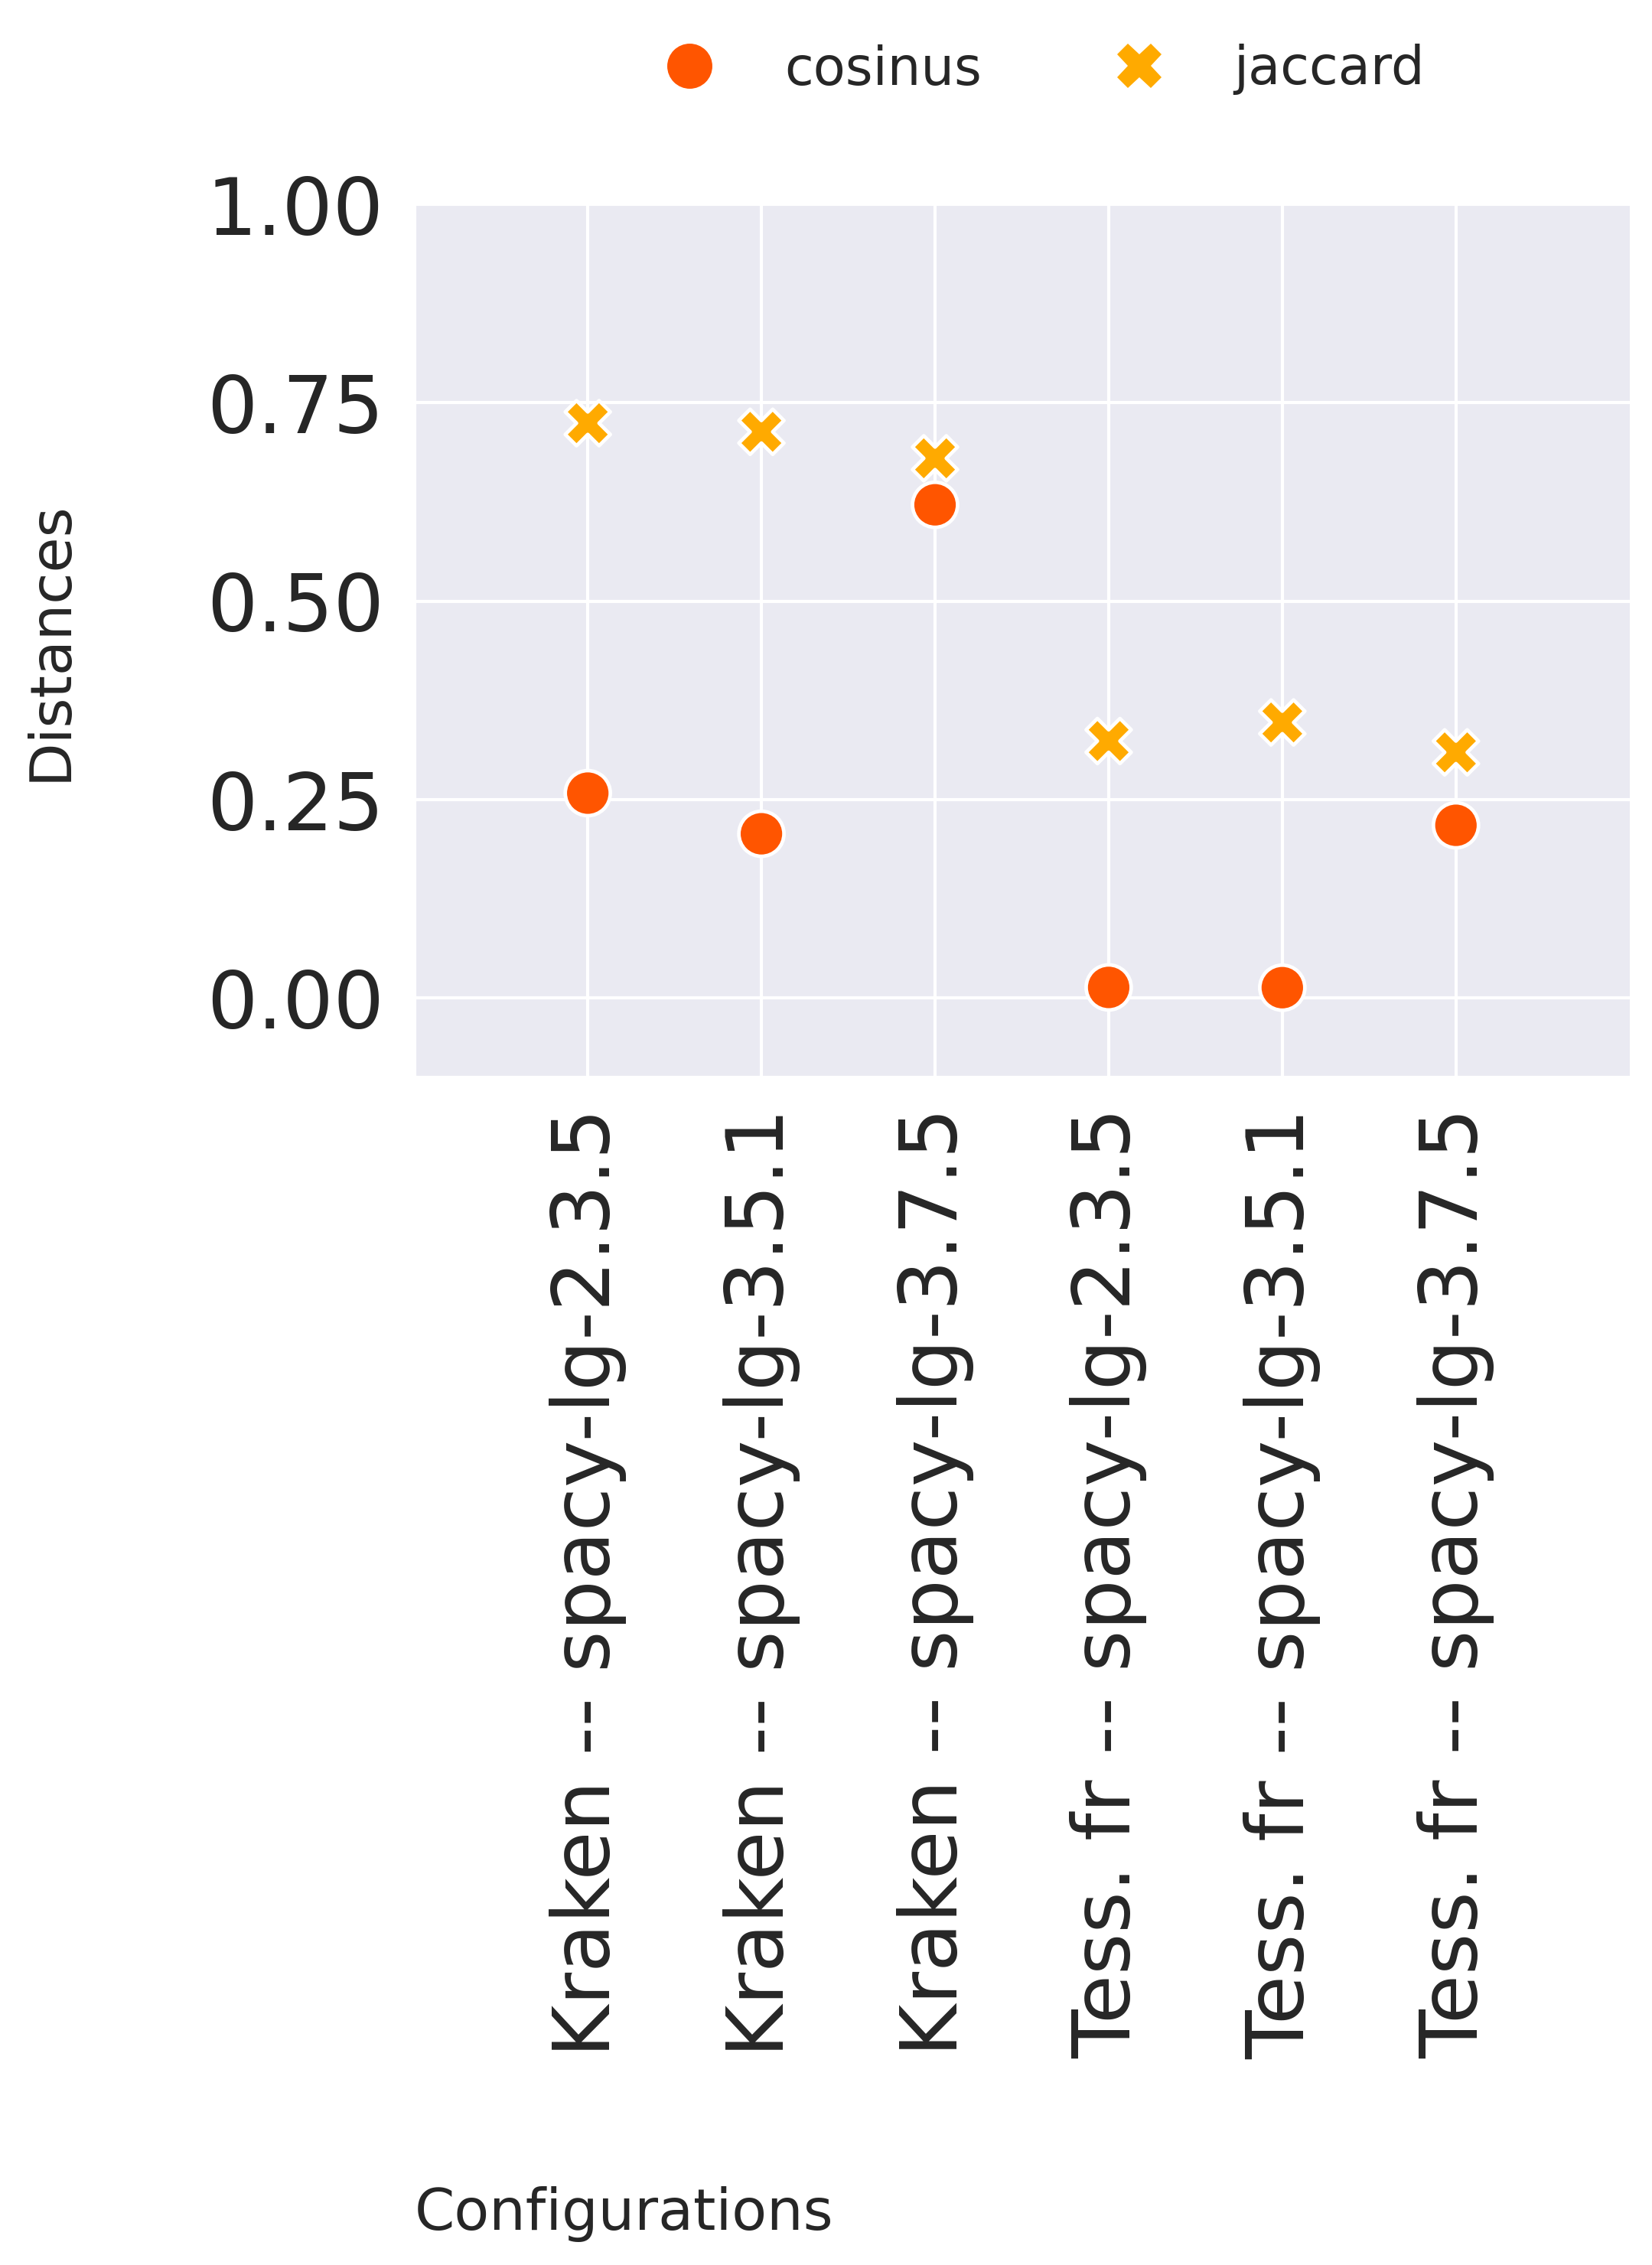 cosinus jaccard
1.00
0.75
0.50
0.25
0.00
Distances
Kraken -- spacy-lg-2.3.5
Kraken -- spacy-lg-3.5.1
Kraken -- spacy-lg-3.7.5
Tess. fr -- spacy-lg-2.3.5
Tess. fr -- spacy-lg-3.5.1
Tess. fr -- spacy-lg-3.7.5
Configurations